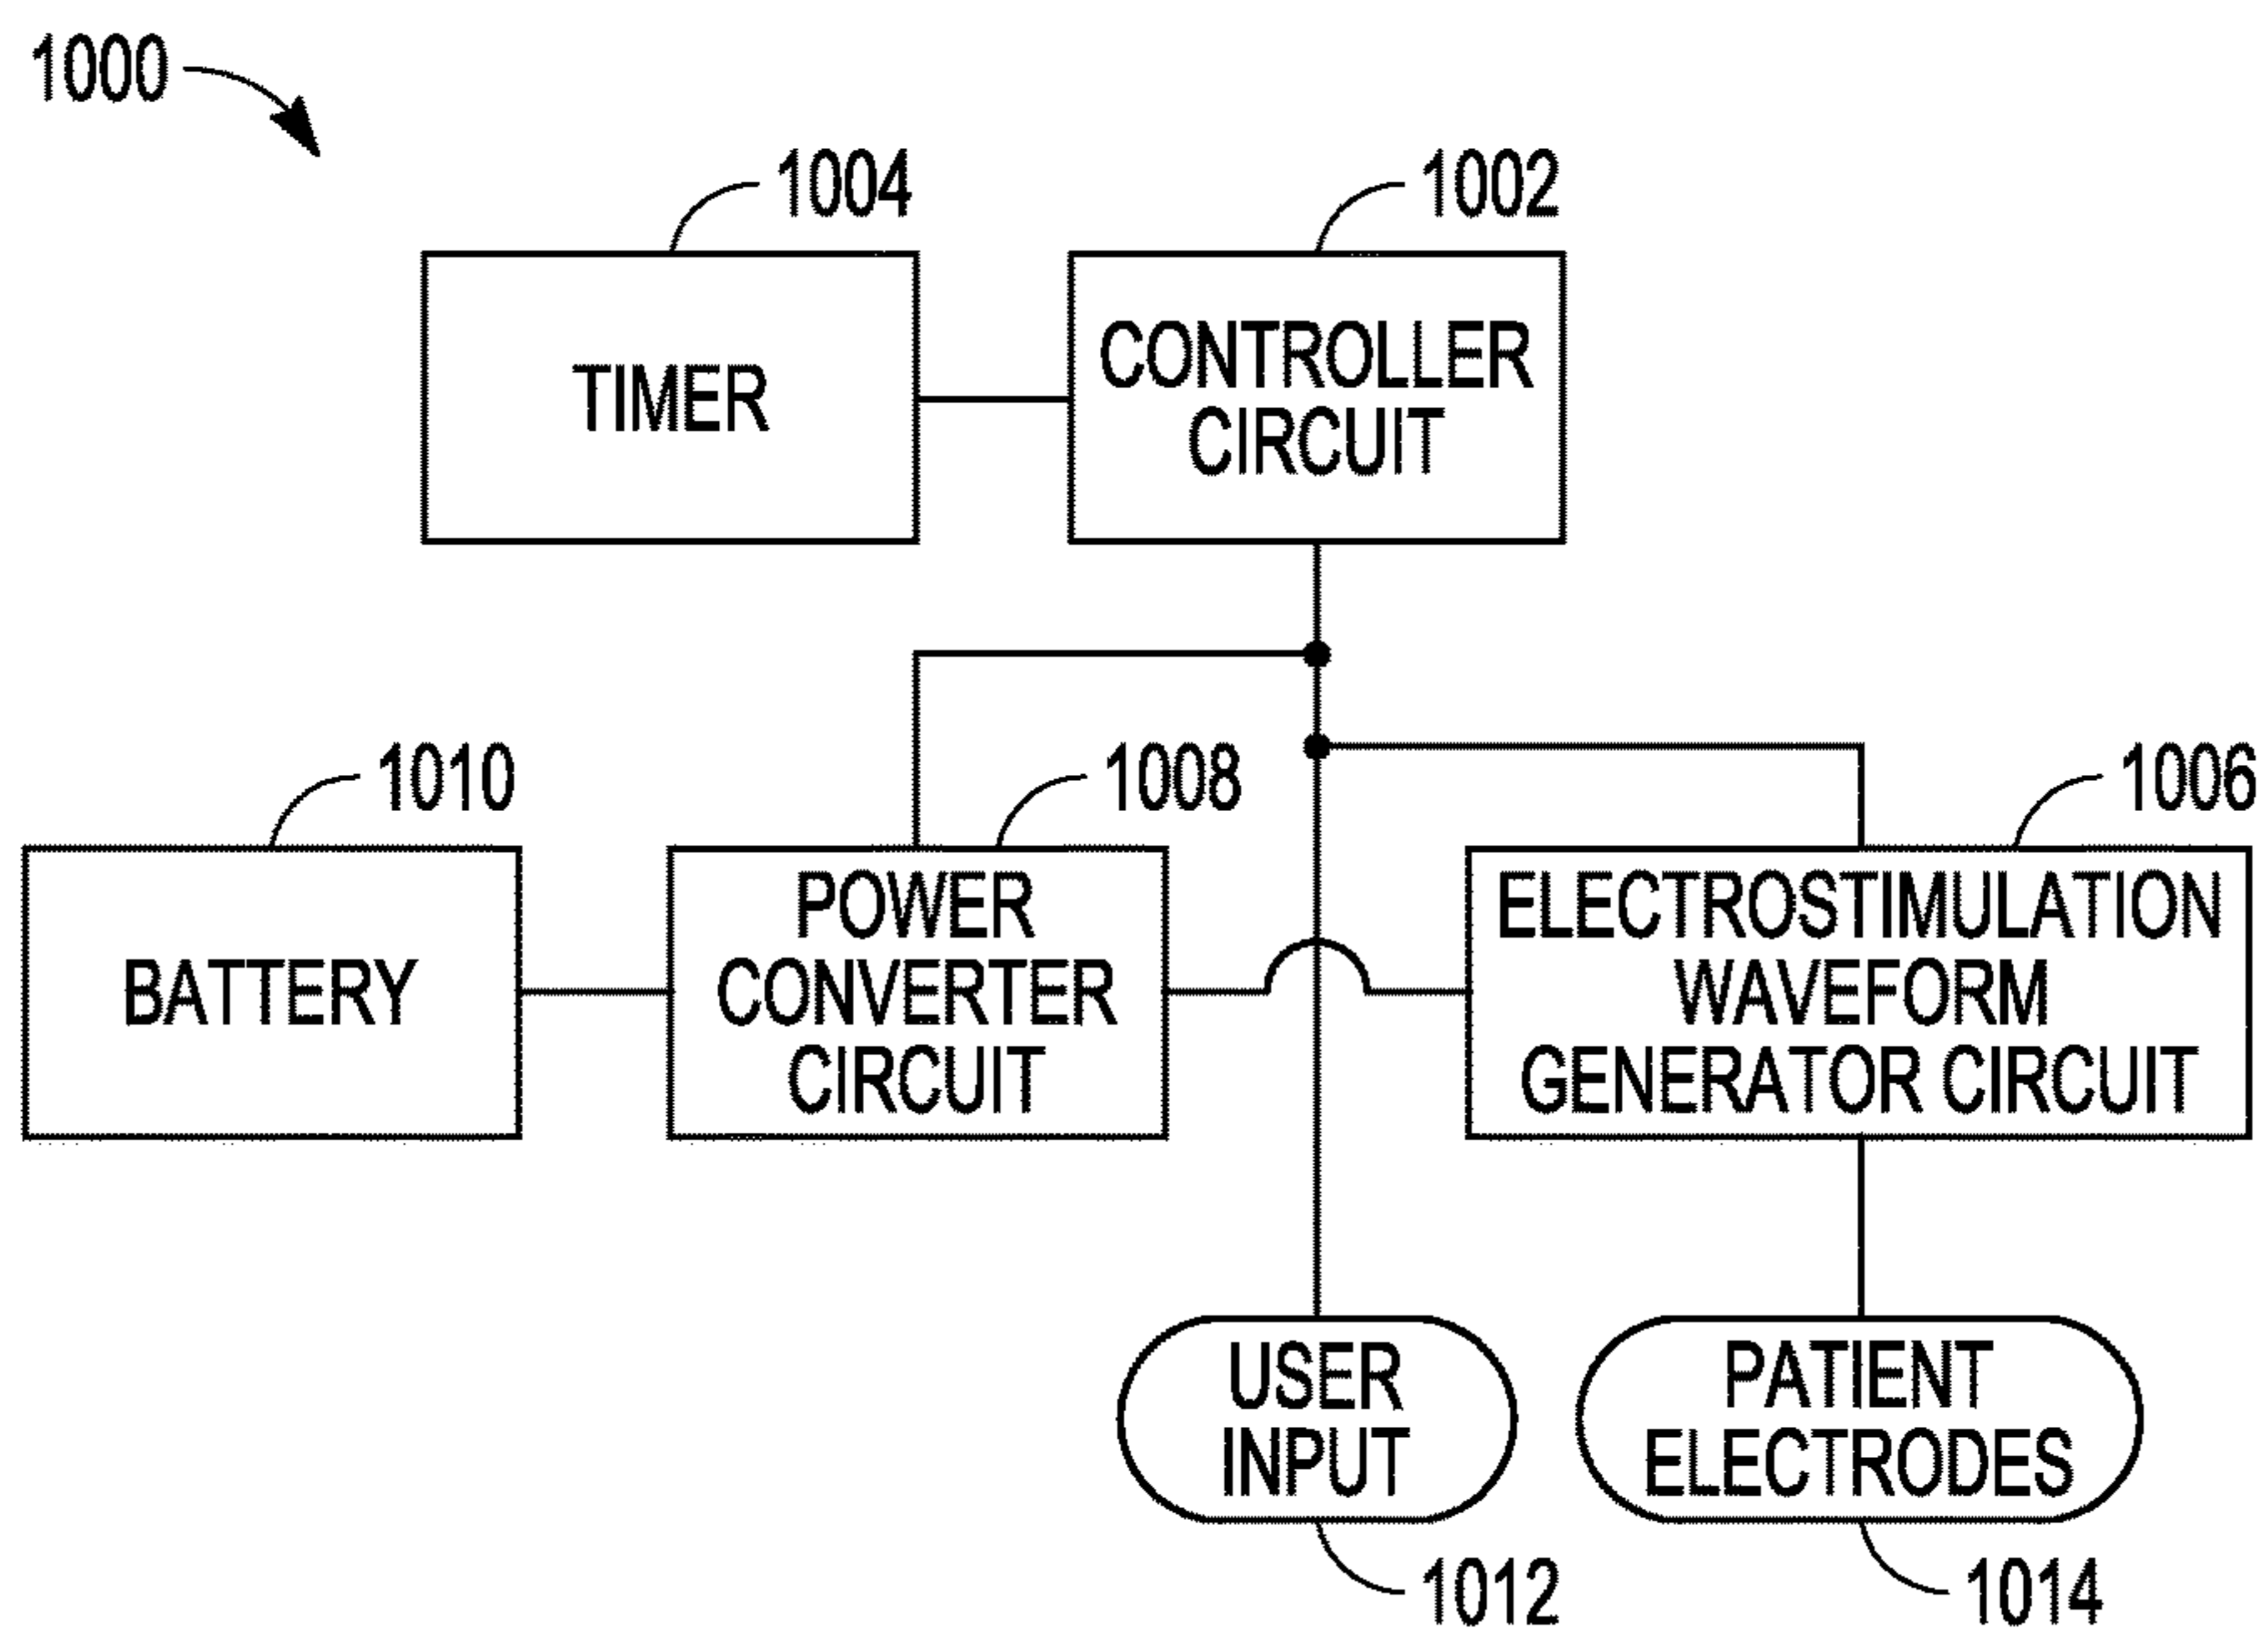 1000
1004
1002
TIMER
CONTROLLER
CIRCUIT
1010
1008
1006
BATTERY
POWER
CONVERTER
CIRCUIT
ELECTROSTIMULATION
WAVEFORM
GENERATOR CIRCUIT
USER
INPUT
PATIENT
ELECTRODES
1012
1014